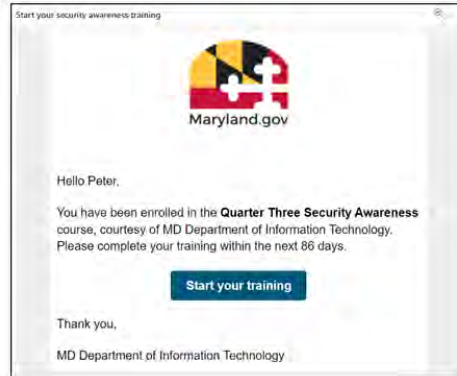 Start your security awareness training
Maryland.gov
Hello Peter,
You have been enrolled in the Quarter Three Security Awareness
course, courtesy of MD Department of Information Technology.
Please complete your training within the next 86 days.
Start your training
Thank you,
MD Department of Information Technology